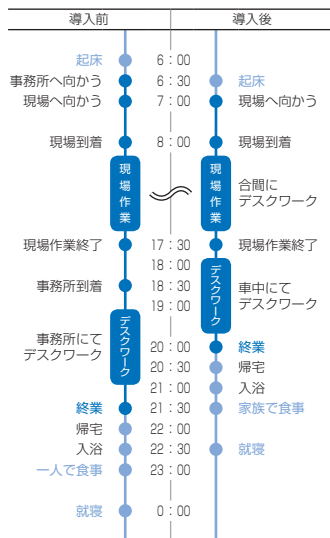 導入前 導入後
起床 6：00
事務所へ向かう 6：30 起床
現場へ向かう 7：00 現場へ向かう
現場到着 8：00 現場到着
現場作業 現場作業 合間に
デスクワーク
現場作業終了 17：30 現場作業終了
18：00
事務所到着 18：30 デスクワーク 車中にて
デスクワーク
19：00
デスクワーク 事務所にて
デスクワーク
20：00 終業
20：30 帰宅
21：00 入浴
終業 21：30 家族で食事
帰宅 22：00
入浴 22：30 就寝
一人で食事 23：00
就寝 0：00